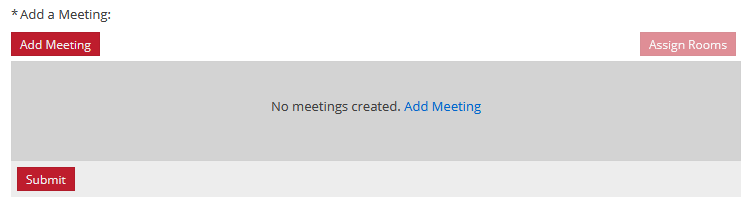 *Add a Meeting:
Add Meeting
Assign Rooms
No meetings created. Add Meeting
Submit